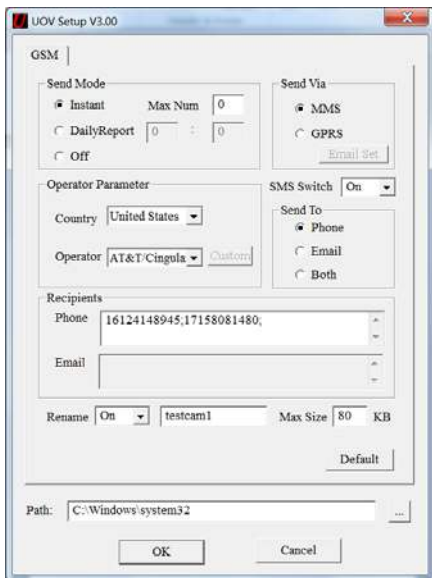 UOV Setup V3.00
GSM
Send Mode
Instant Max Num 0
DailyReport 0 : 0
Off
Send Via
MMS
GPRS
Email Set
Operator Parameter
Country United States
Operator AT&T/Cingula Custom
SMS Switch On
Send To
Phone
Email
Both
Recipients
Phone 16124148945;17158081480;
Email
Rename On testcam1 Max Size 80 KB
Default
Path: C:\Windows\system32 ...
OK Cancel